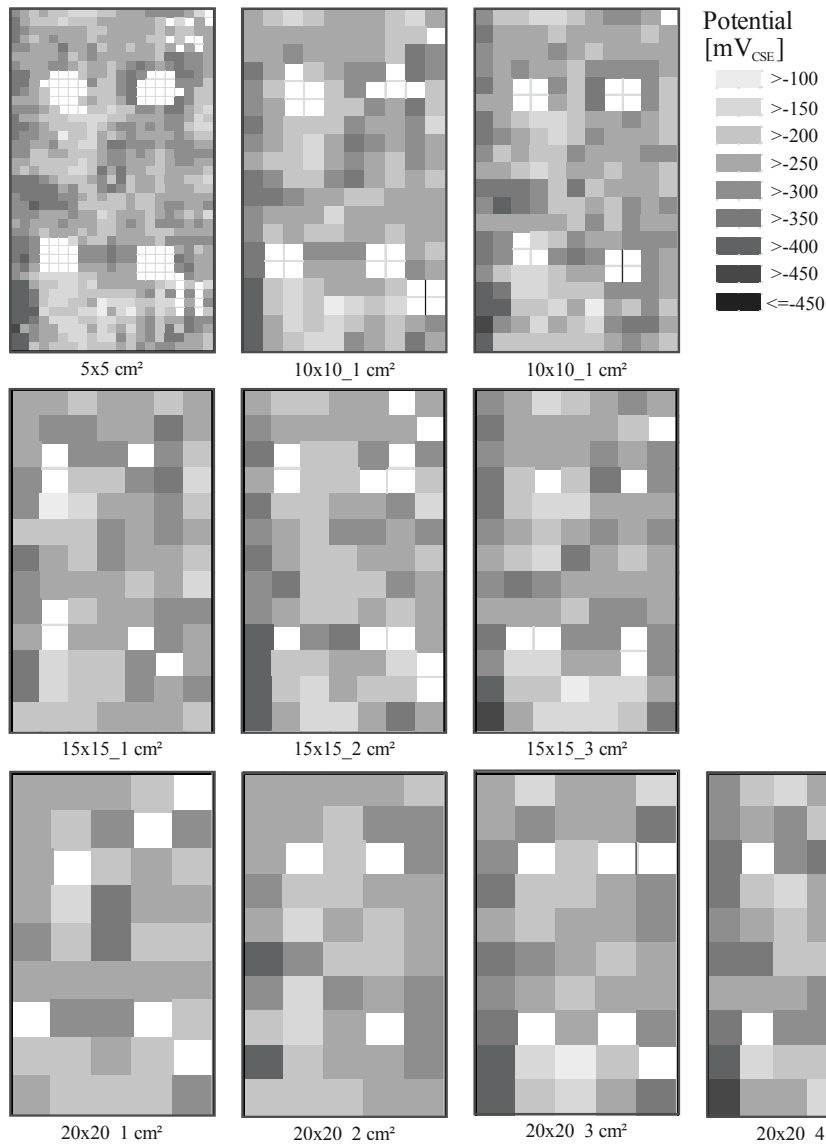 Potential
[mV_CSE]
>-100
>-150
>-200
>-250
>-300
>-350
>-400
>-450
<=-450
5x5 cm²
10x10_1 cm²
10x10_1 cm²
15x15_1 cm²
15x15_2 cm²
15x15_3 cm²
20x20_1 cm²
20x20_2 cm²
20x20_3 cm²
20x20_4